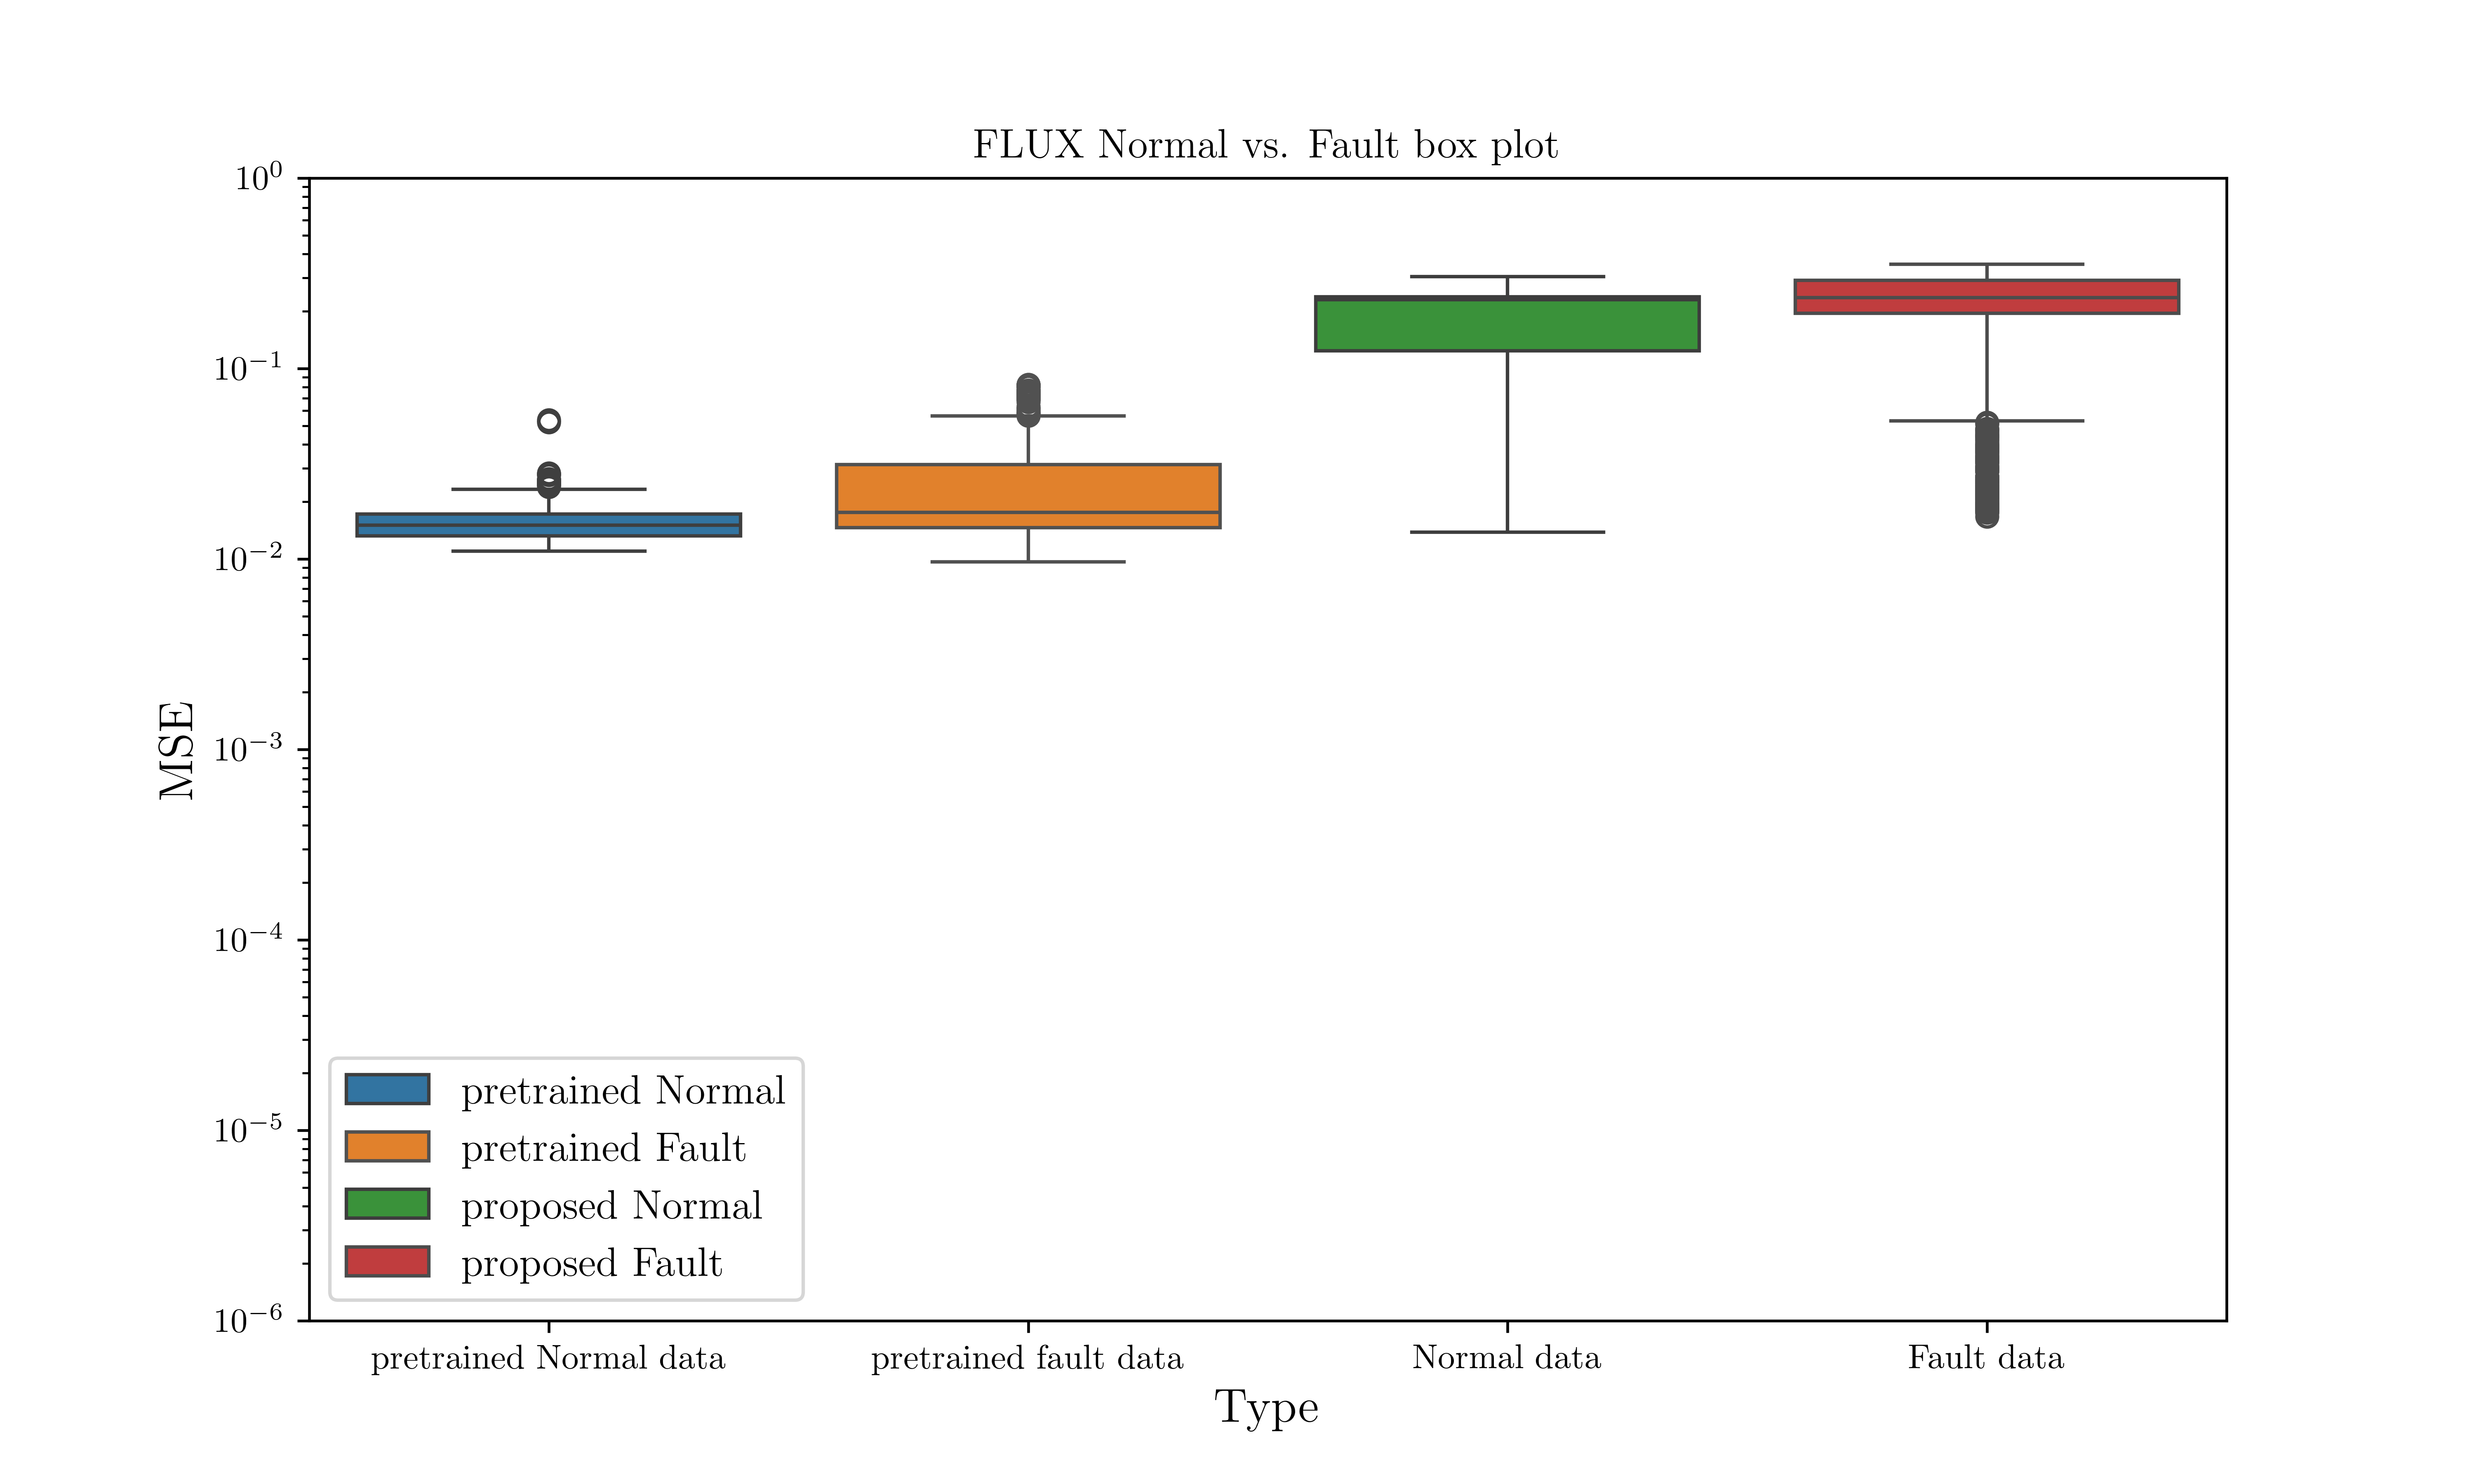 FLUX Normal vs. Fault box plot
10⁰
10⁻¹
10⁻²
10⁻³
10⁻⁴
10⁻⁵
10⁻⁶
MSE
pretrained Normal
pretrained Fault
proposed Normal
proposed Fault
pretrained Normal data
pretrained fault data
Normal data
Fault data
Type